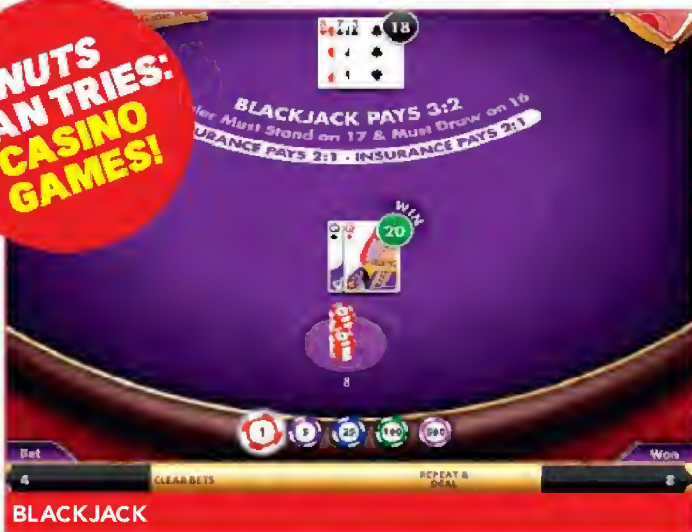 NUTS
AN TRIES:
CASINO
GAMES!
18
BLACKJACK PAYS 3:2
ler Must Stand on 17 & Must Draw on 16
URANCE PAYS 2:1 · INSURANCE PAYS 2:1
WIN
20
8
1
5
25
100
500
Bet
Won
4
CLEAR BETS
REPEAT &
DEAL
8
BLACKJACK